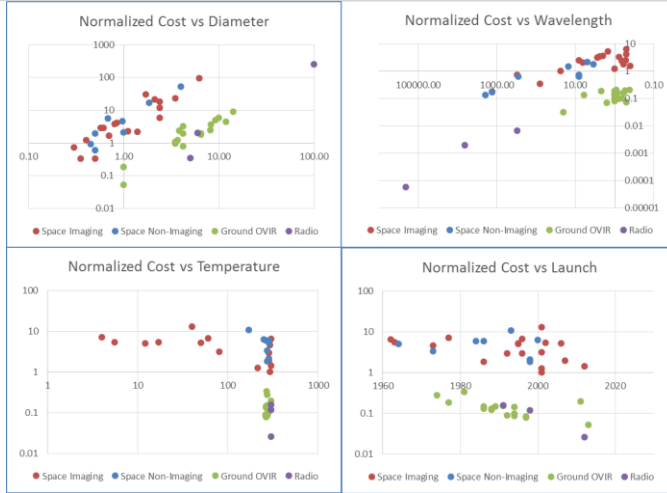 Normalized Cost vs Diameter
1000
100
10
1
0.10 1.00 10.00 100.00
0.1
0.01
Space Imaging Space Non-Imaging Ground OVIR Radio
Normalized Cost vs Wavelength
10
1
100000.00 1000.00 10.00 0.10
0.1
0.01
0.001
0.0001
0.00001
Space Imaging Space Non-Imaging Ground OVIR Radio
Normalized Cost vs Temperature
100
10
1
1 10 100 1000
0.1
0.01
Space Imaging Space Non-Imaging Ground OVIR Radio
Normalized Cost vs Launch
100
10
1
1960 1980 2000 2020
0.1
0.01
Space Imaging Space Non-Imaging Ground OVIR Radio